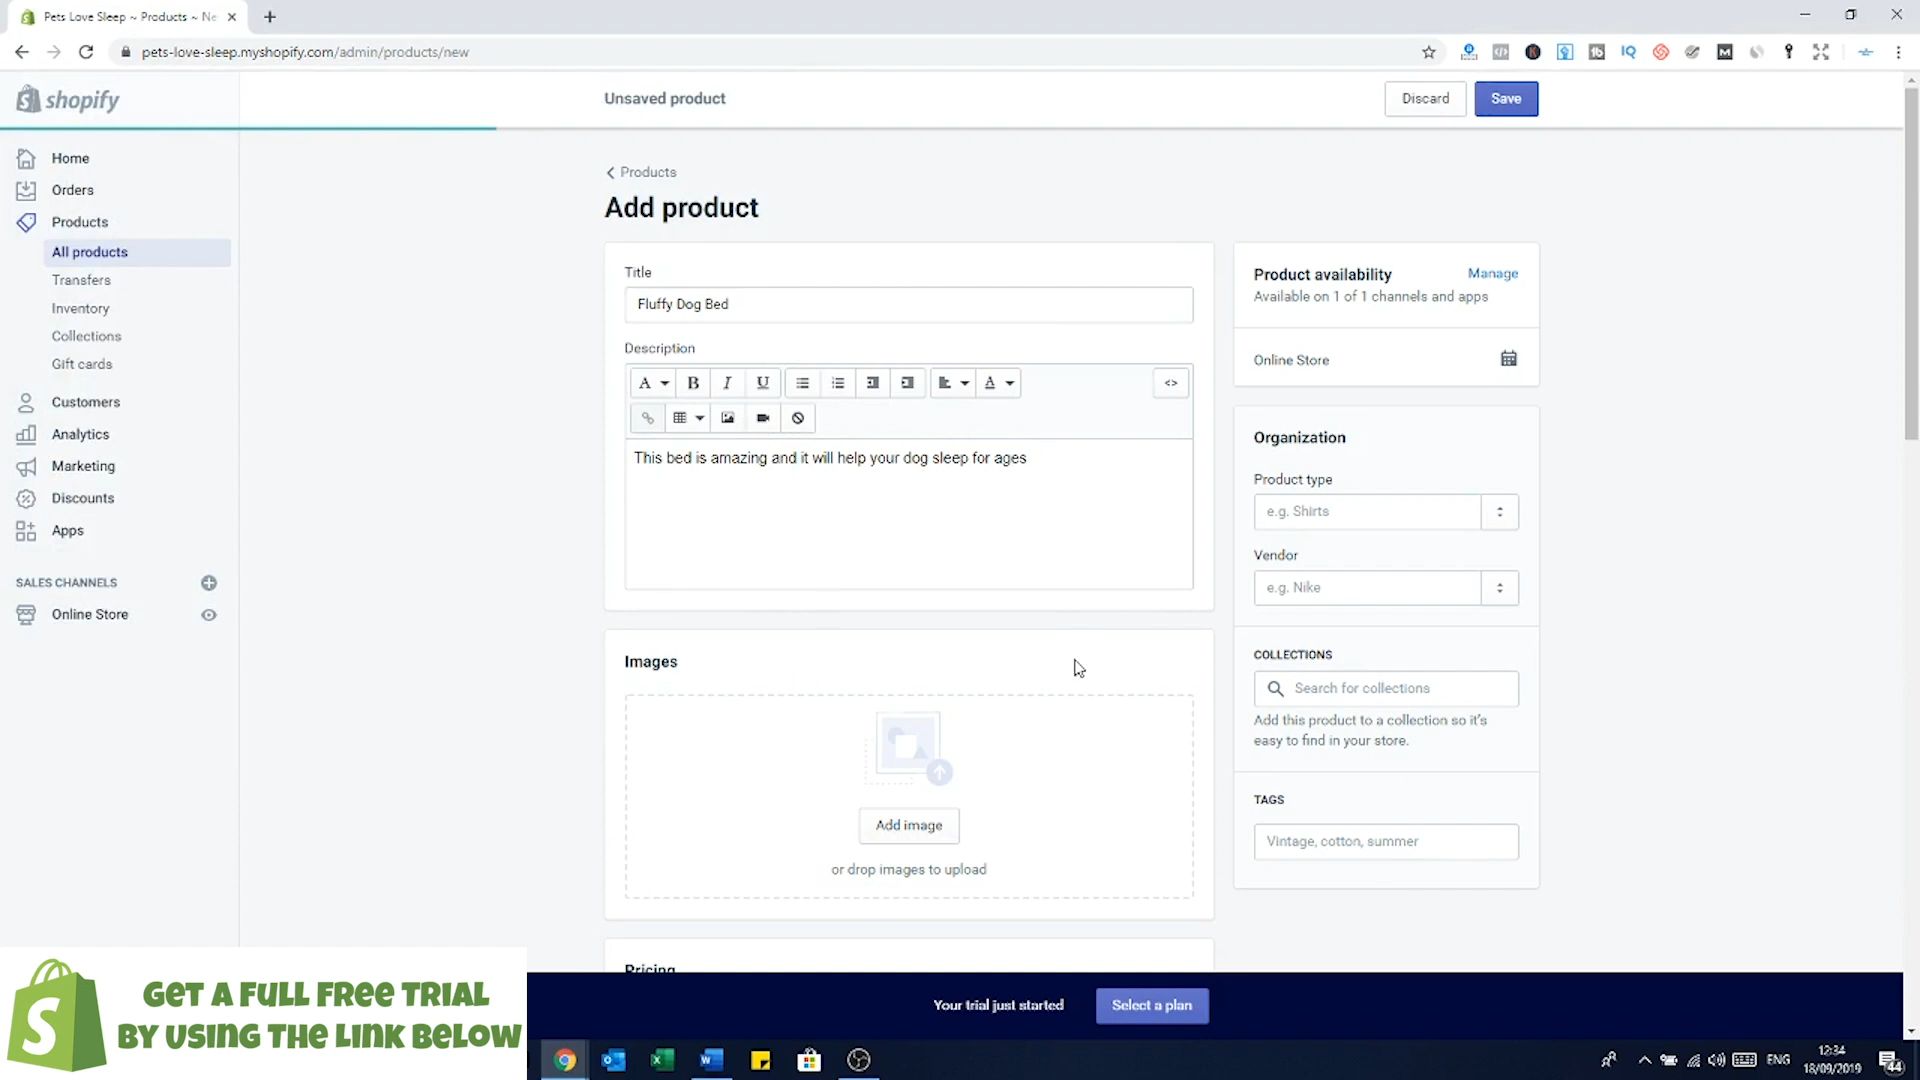 Pets Love Sleep ~ Products ~ Ne
pets-love-sleep.myshopify.com/admin/products/new
shopify
Unsaved product
Discard
Save
Home
Orders
Products
All products
Transfers
Inventory
Collections
Gift cards
Customers
Analytics
Marketing
Discounts
Apps
SALES CHANNELS
Online Store
Products
Add product
Title
Fluffy Dog Bed
Description
A
B
I
U
A
<>
This bed is amazing and it will help your dog sleep for ages
Images
Add image
or drop images to upload
Pricing
Product availability
Manage
Available on 1 of 1 channels and apps
Online Store
Organization
Product type
e.g. Shirts
Vendor
e.g. Nike
COLLECTIONS
Search for collections
Add this product to a collection so it's
easy to find in your store.
TAGS
Vintage, cotton, summer
Your trial just started
Select a plan
GET A FULL FREE TRIAL
BY USING THE LINK BELOW
ENG
12:34
18/09/2019
44